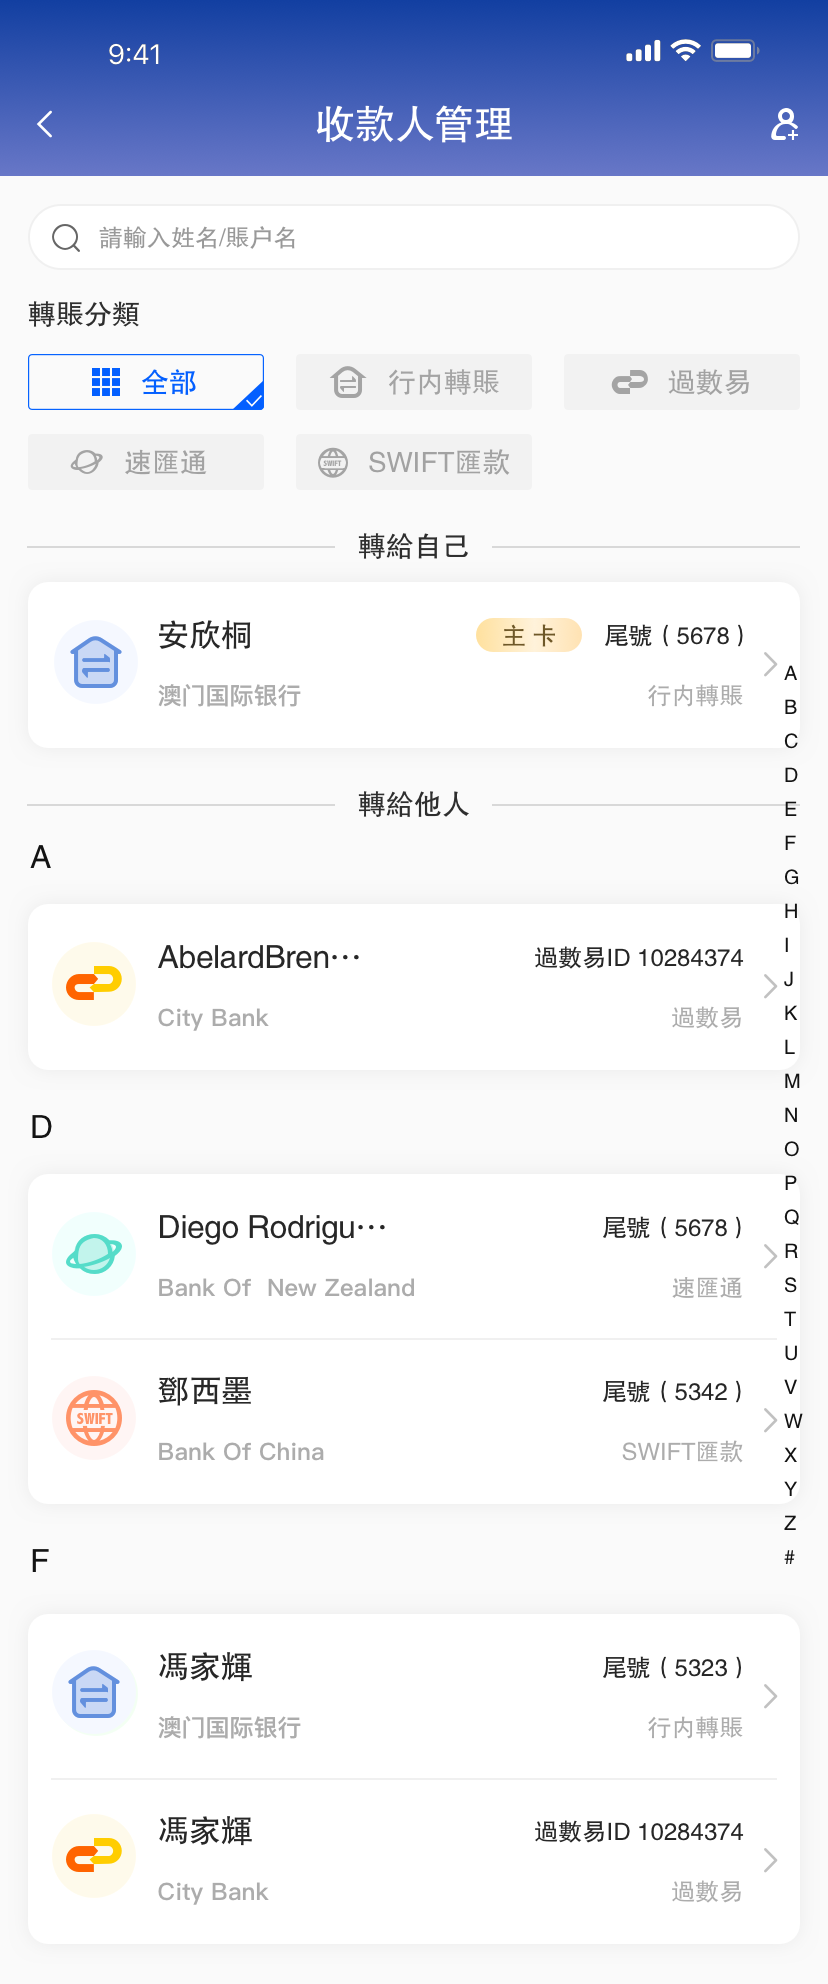 9:41
收款人管理
請輸入姓名/賬户名
轉賬分類
全部
行内轉賬
過數易
速匯通
SWIFT
SWIFT匯款
轉給自己
安欣桐
主卡
尾號（5678）
澳门国际银行
行内轉賬
轉給他人
A
AbelardBren···
過數易ID 10284374
City Bank
過數易
D
Diego Rodrigu···
尾號（5678）
Bank Of  New Zealand
速匯通
SWIFT
鄧西墨
尾號（5342）
Bank Of China
SWIFT匯款
F
馮家輝
尾號（5323）
澳门国际银行
行内轉賬
馮家輝
過數易ID 10284374
City Bank
過數易
A
B
C
D
E
F
G
H
I
J
K
L
M
N
O
P
Q
R
S
T
U
V
W
X
Y
Z
#